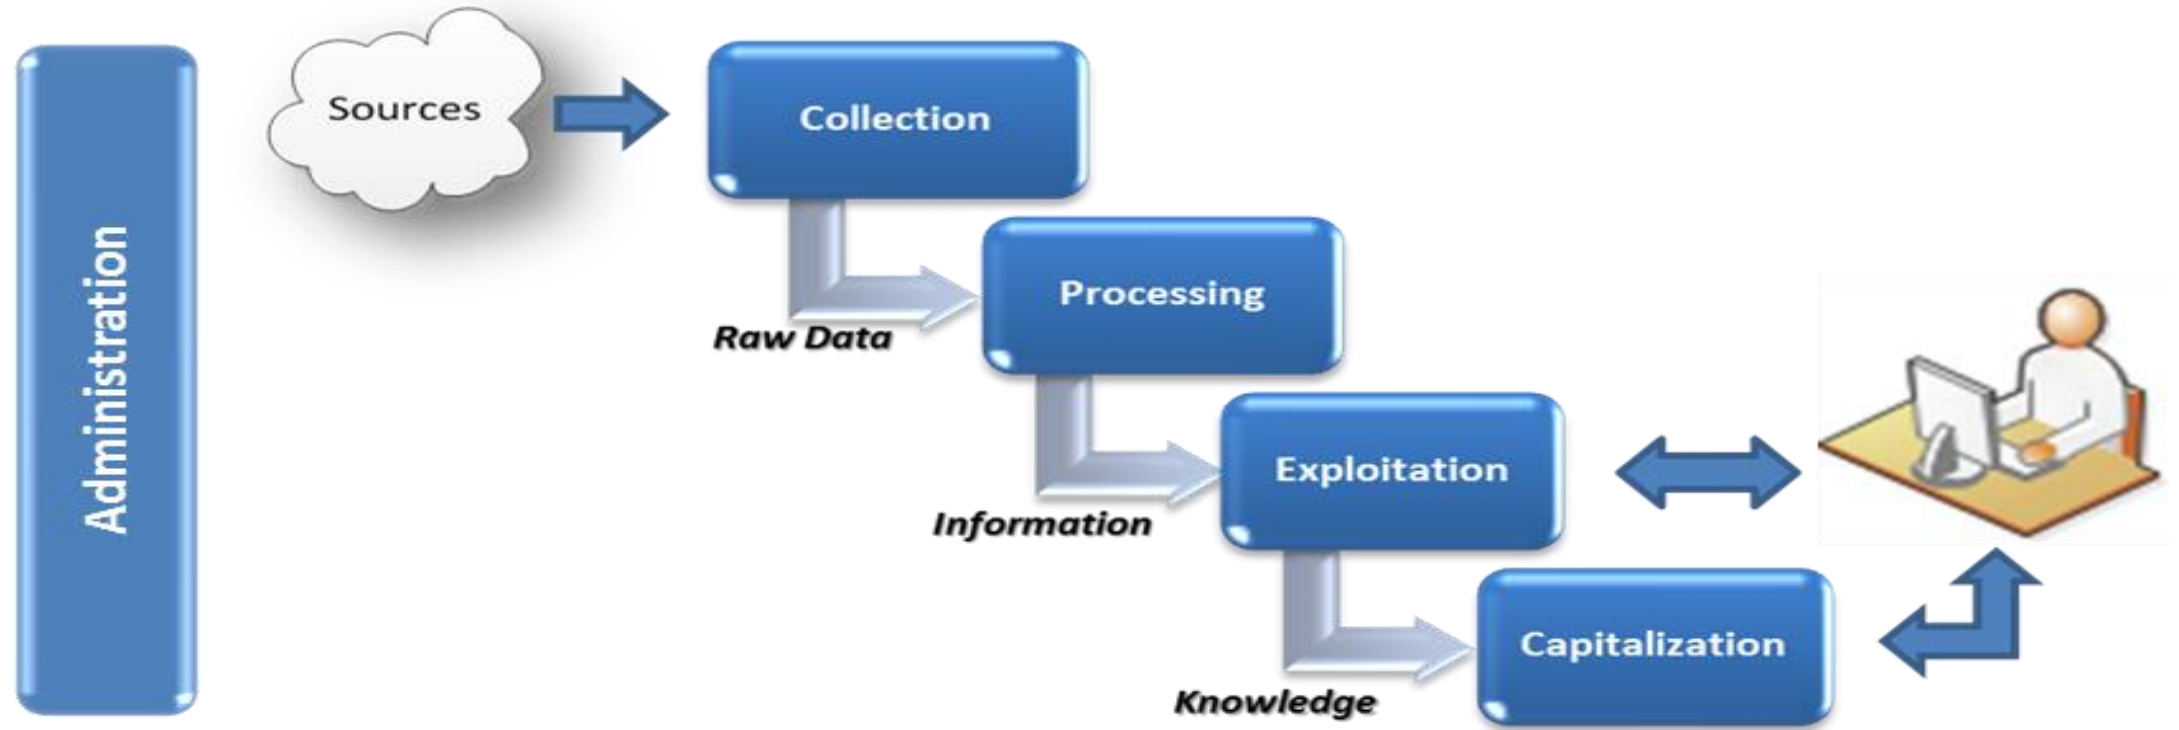 Administration
Sources
Collection
Raw Data
Processing
Information
Exploitation
Knowledge
Capitalization